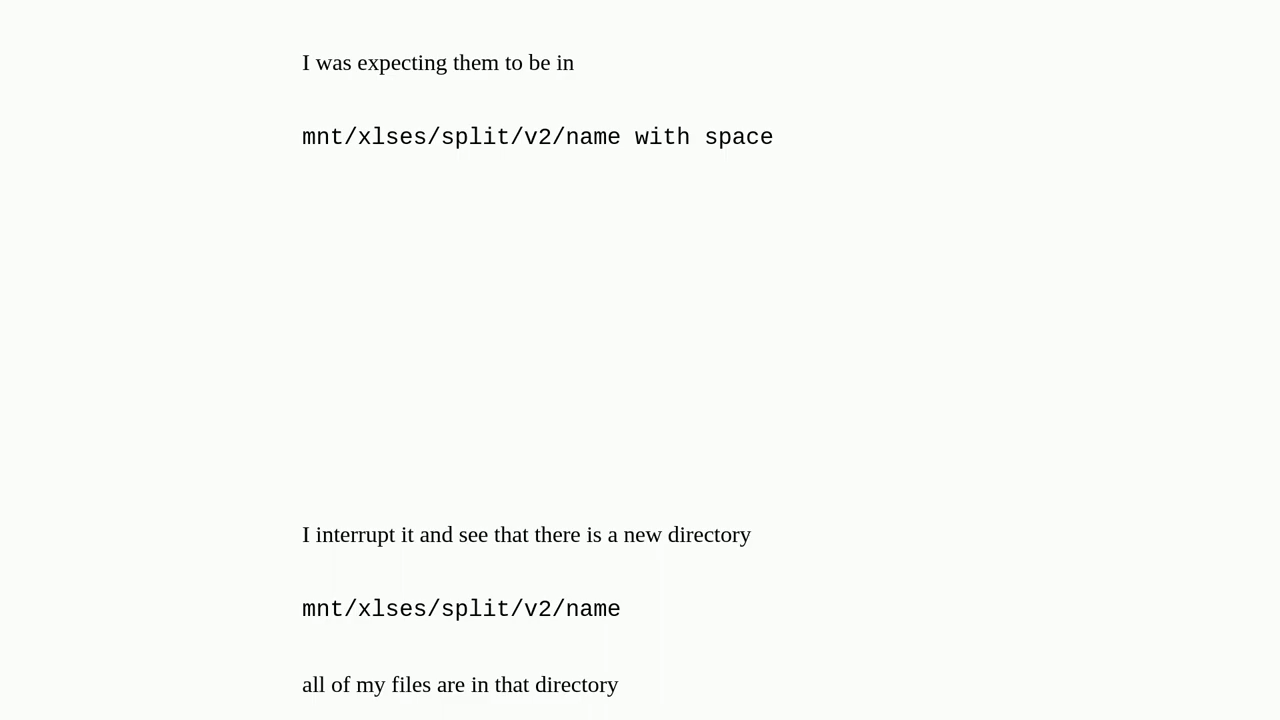 I was expecting them to be in
mnt/xlses/split/v2/name with space
I interrupt it and see that there is a new directory
mnt/xlses/split/v2/name
all of my files are in that directory